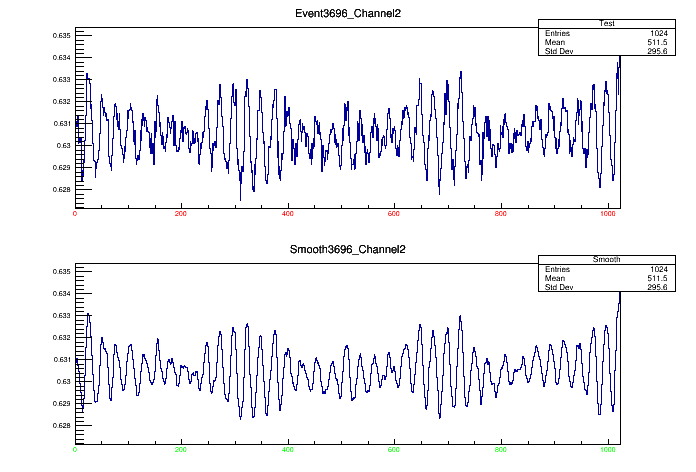 Event3696_Channel2
Test
Entries 1024
Mean 511.5
Std Dev 295.6
0.635
0.634
0.633
0.632
0.631
0.63
0.629
0.628
0 200 400 600 800 1000
Smooth3696_Channel2
Smooth
Entries 1024
Mean 511.5
Std Dev 295.6
0.635
0.634
0.633
0.632
0.631
0.63
0.629
0.628
0 200 400 600 800 1000